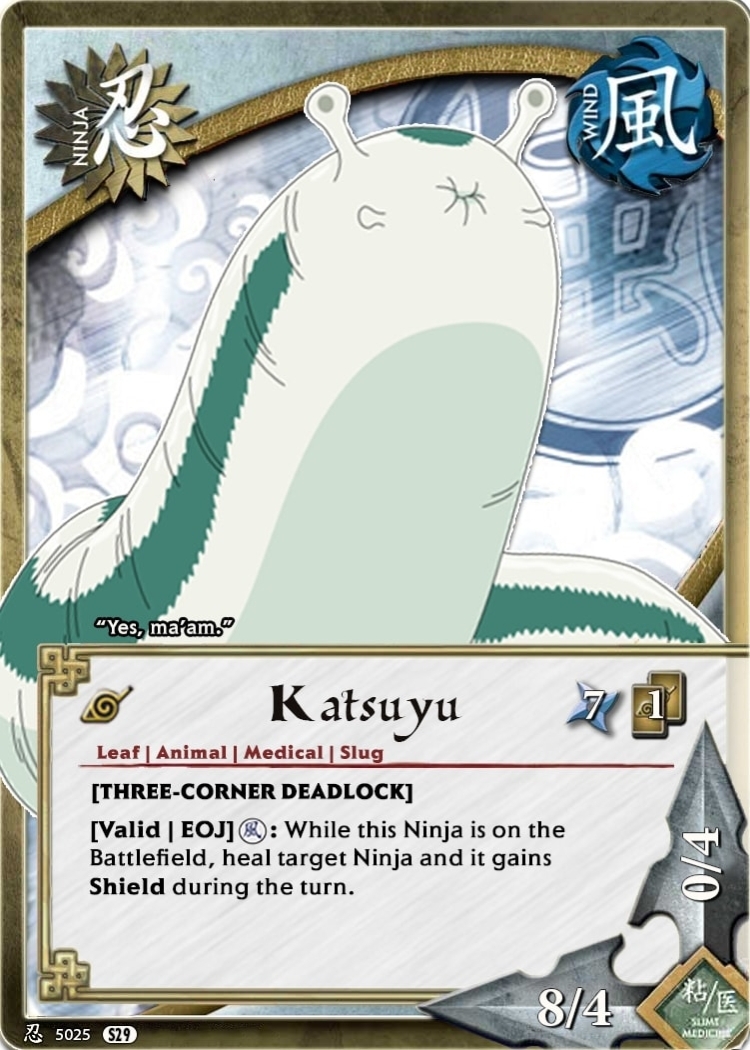 NINJA 忍
WIND 風
“Yes, ma’am.”
Katsuyu
7
1
Leaf | Animal | Medical | Slug
[THREE-CORNER DEADLOCK]
[Valid | EOJ] 風: While this Ninja is on the
Battlefield, heal target Ninja and it gains
Shield during the turn.
0/4
8/4
粘/医
SLIME
MEDICINE
忍 5025 S29